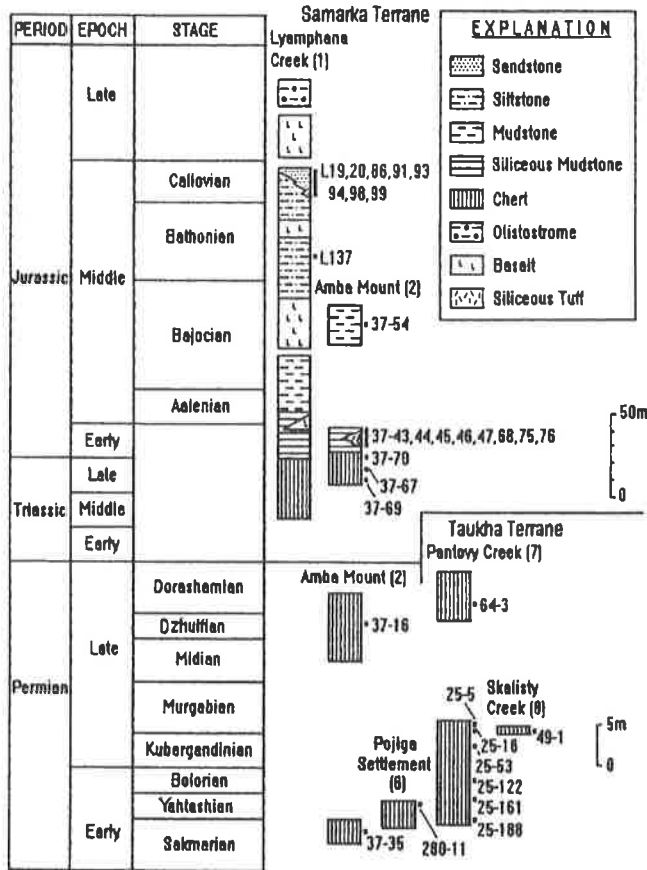 Samarka Terrane
PERIOD EPOCH STAGE
Lyamphana
Creek (1)
EXPLANATION
Sandstone
Siltstone
Mudstone
Siliceous Mudstone
Chert
Olistostrome
Basalt
Siliceous Tuff
Jurassic
Late
Middle
Callovian
L19,20,86,91,93
94,98,99
Bathonian
L137
Amba Mount (2)
Bajocian
37-54
Aalenian
Early
37-43,44,45,46,47,68,75,76
50m
0
Triassic
Late
37-70
37-67
Middle
37-69
Early
Taukha Terrane
Pantovy Creek (7)
Permian
Late
Dorashamian
Amba Mount (2)
64-3
Dzhulfian
37-16
Midian
Murgabian
Skalisty
Creek (8)
25-5
5m
0
Kubergandinian
Pojiga
Settlement
(6)
25-16
49-1
25-53
Early
Bolorian
25-122
Yahtashian
25-161
25-188
Sakmarian
37-35
280-11